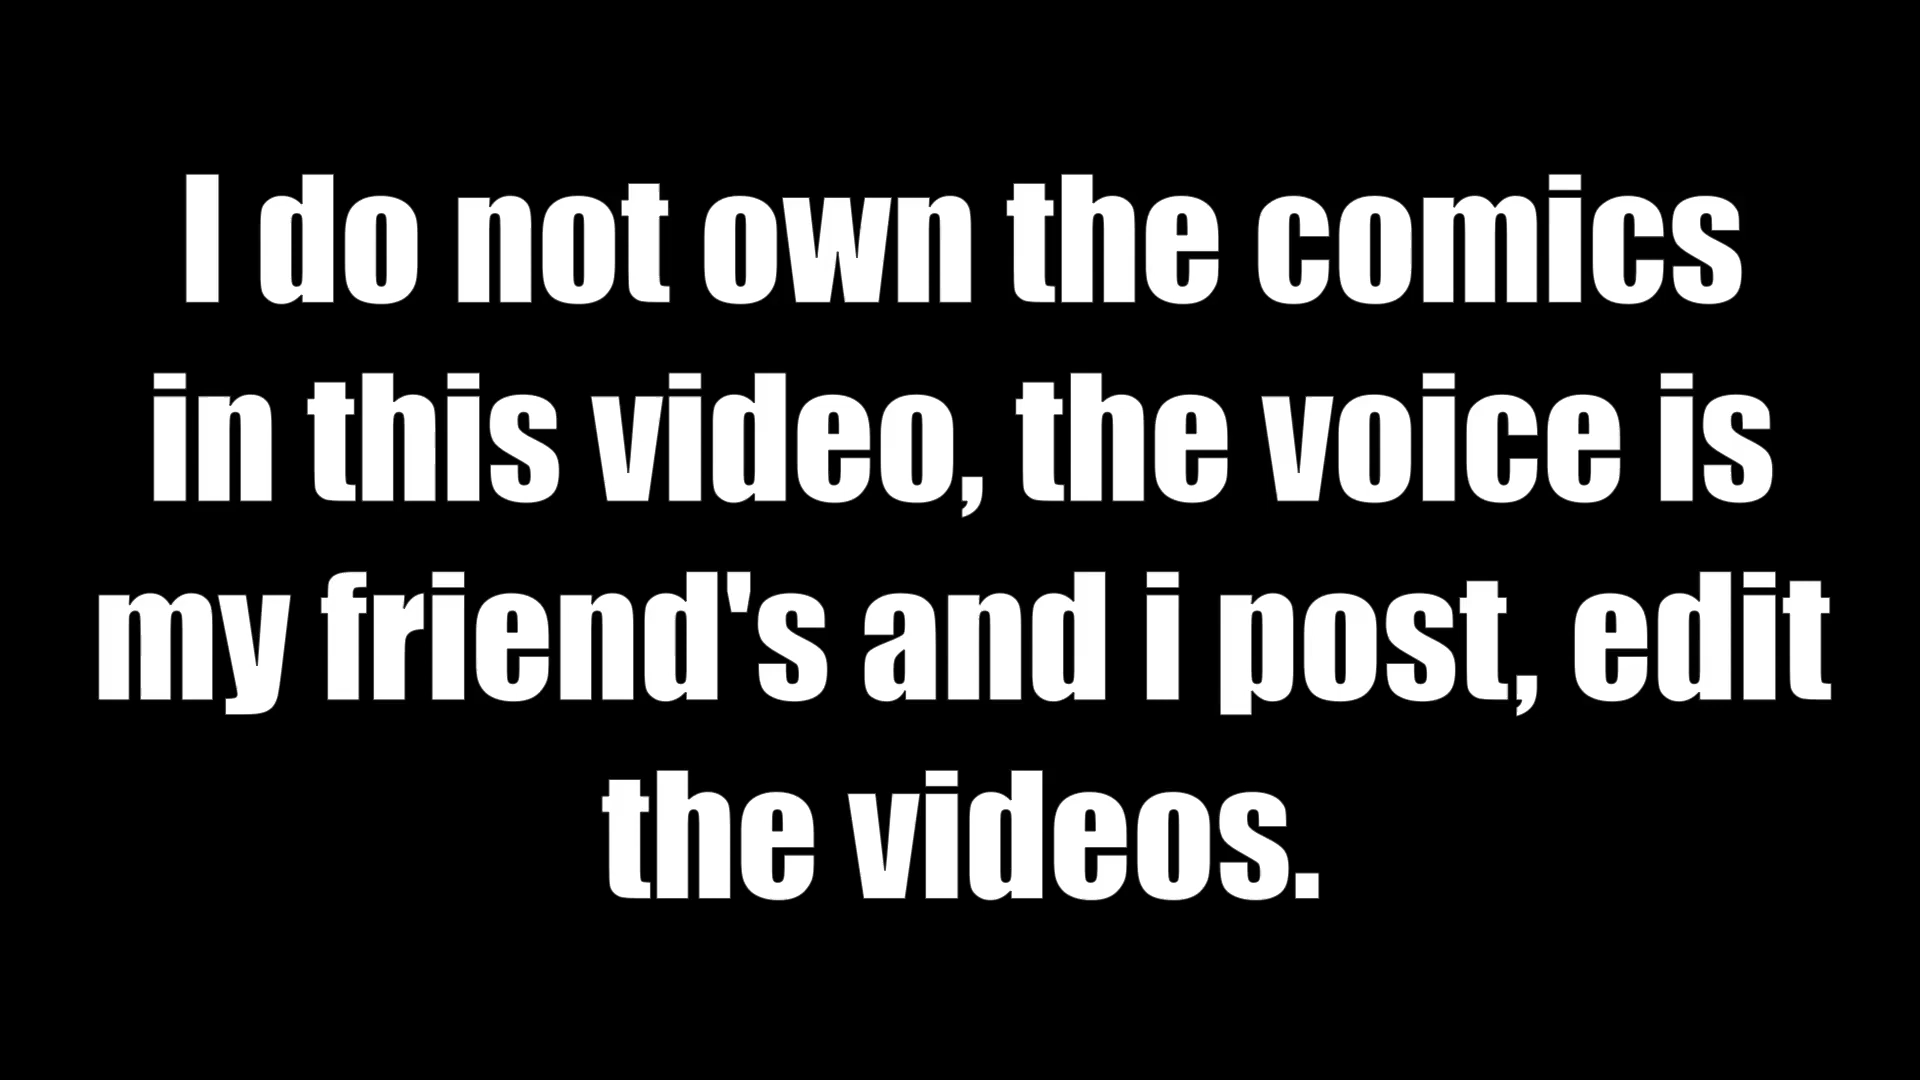 I do not own the comics
in this video, the voice is
my friend's and i post, edit
the videos.